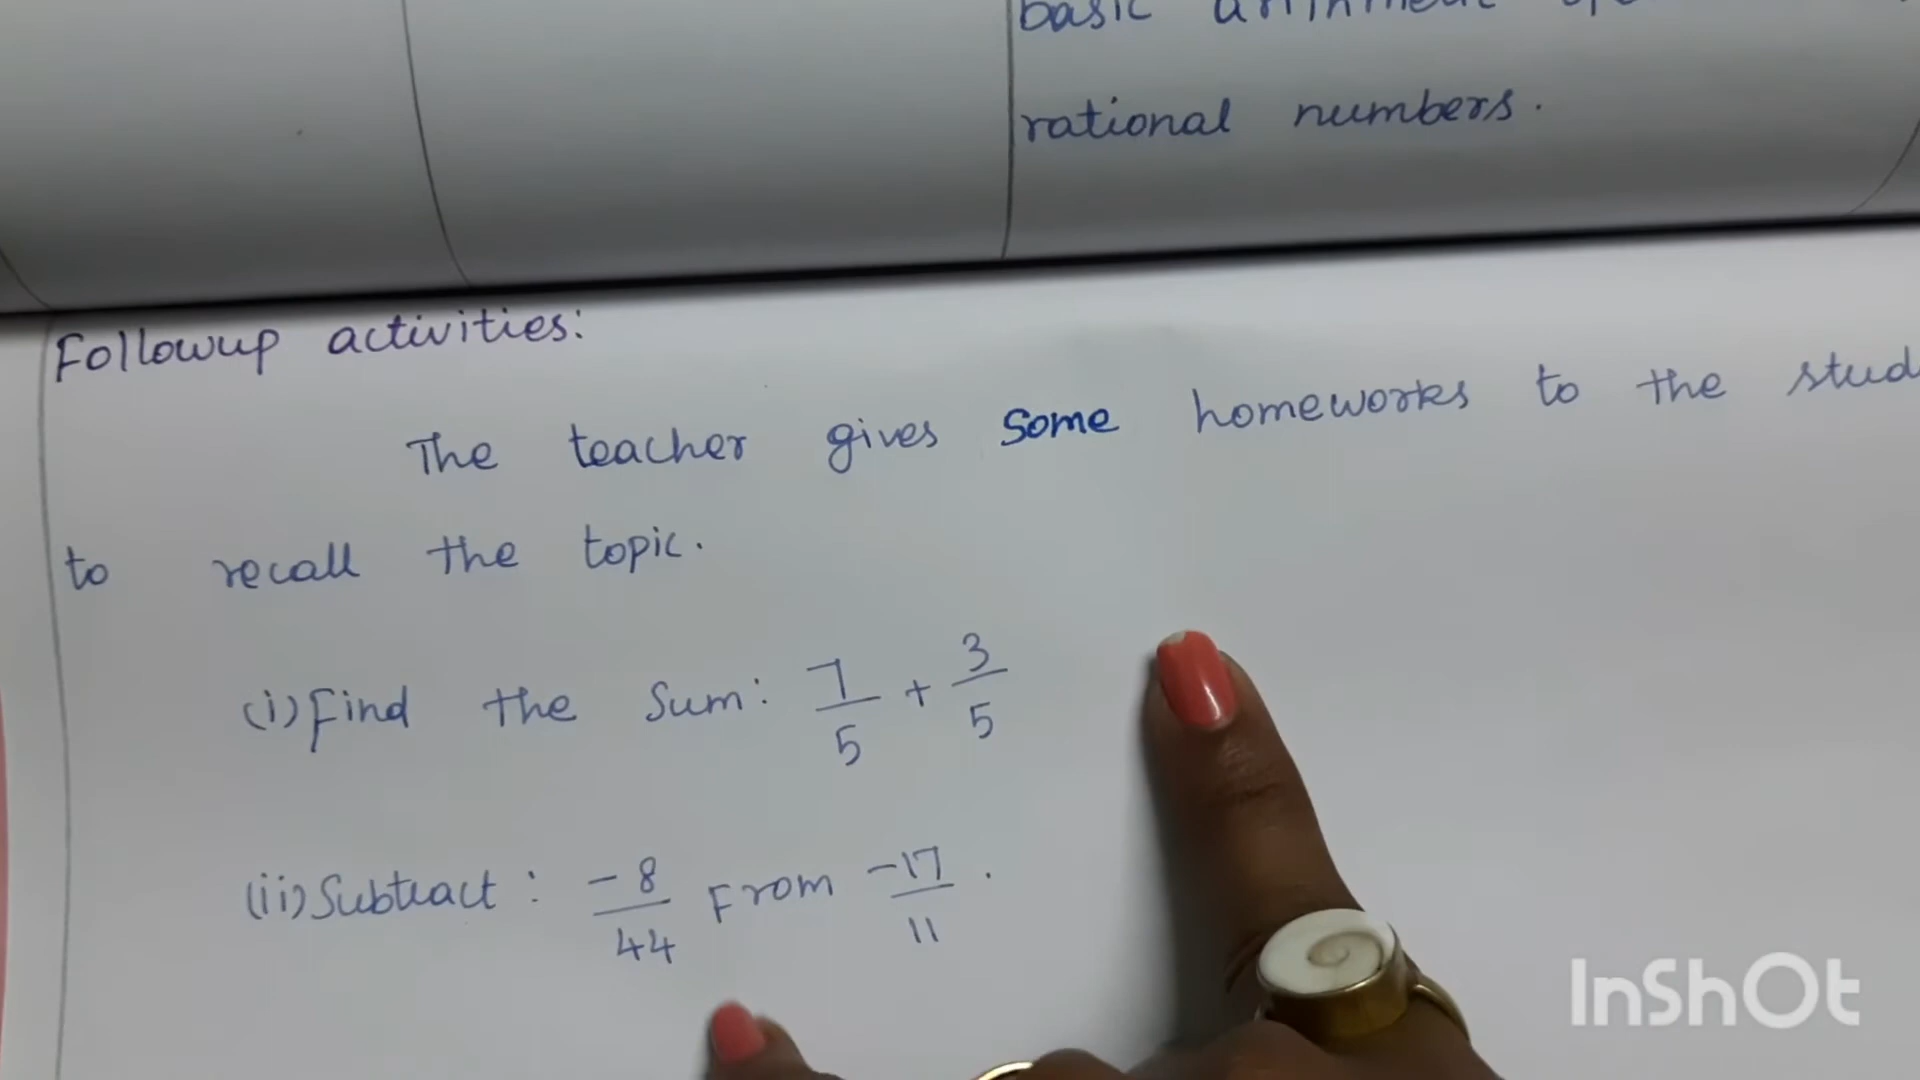 basic
rational numbers.
Followup activities:
The teacher gives some homeworks to the stud
to recall the topic.
(i) Find the Sum: 7/5 + 3/5
(ii) Subtract : -8/44 From -17/11.
InShOt